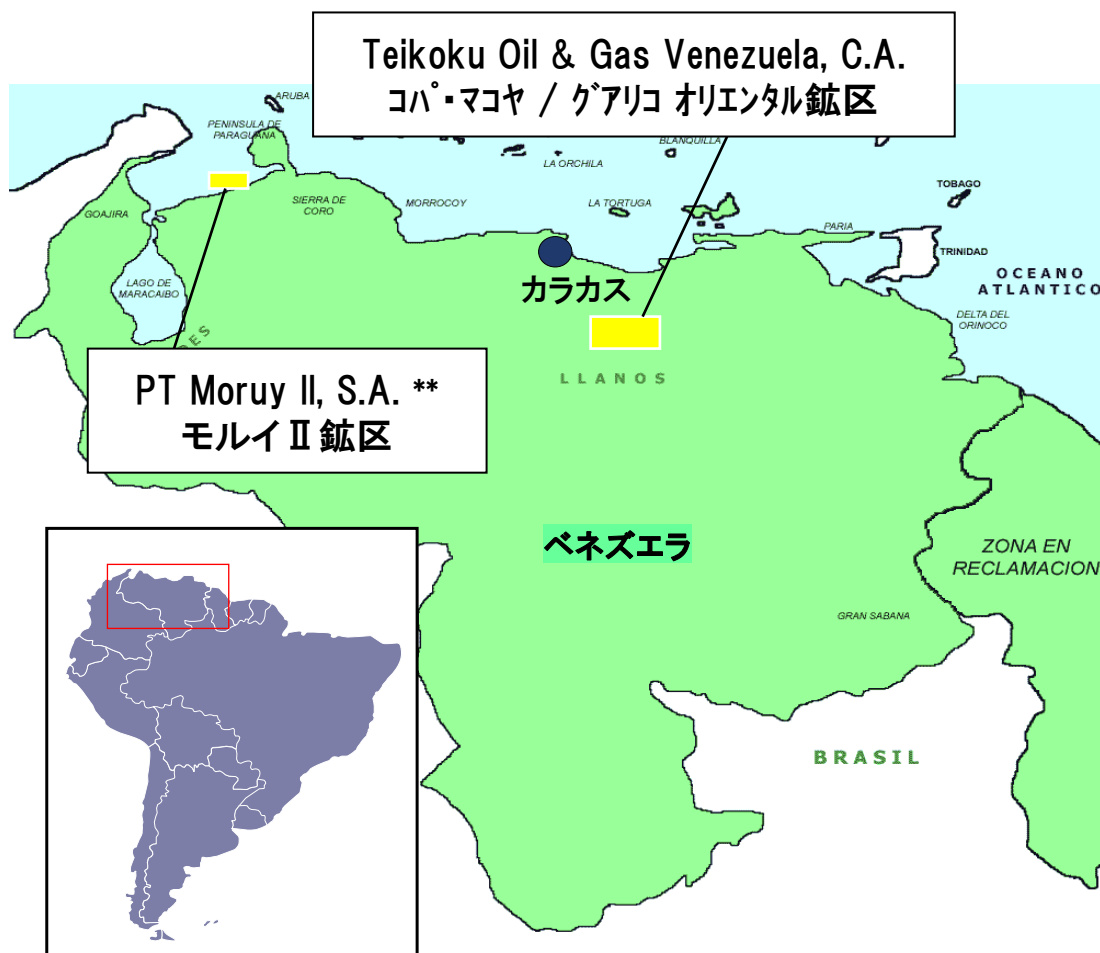 Teikoku Oil & Gas Venezuela, C.A.
コパ・マコヤ / グアリコ オリエンタル鉱区
ARUBA
PENINSULA DE
PARAGUANA
BLANQUILLA
LA ORCHILA
TOBAGO
GOAJIRA
SIERRA DE
CORO
MORROCOY
LA TORTUGA
PARIA
TRINIDAD
LAGO DE
MARACAIBO
カラカス
OCEANO
ATLANTICO
DELTA DEL
ORINOCO
LLANOS
PT Moruy II, S.A. **
モルイⅡ鉱区
ベネズエラ
ZONA EN
RECLAMACION
GRAN SABANA
BRASIL